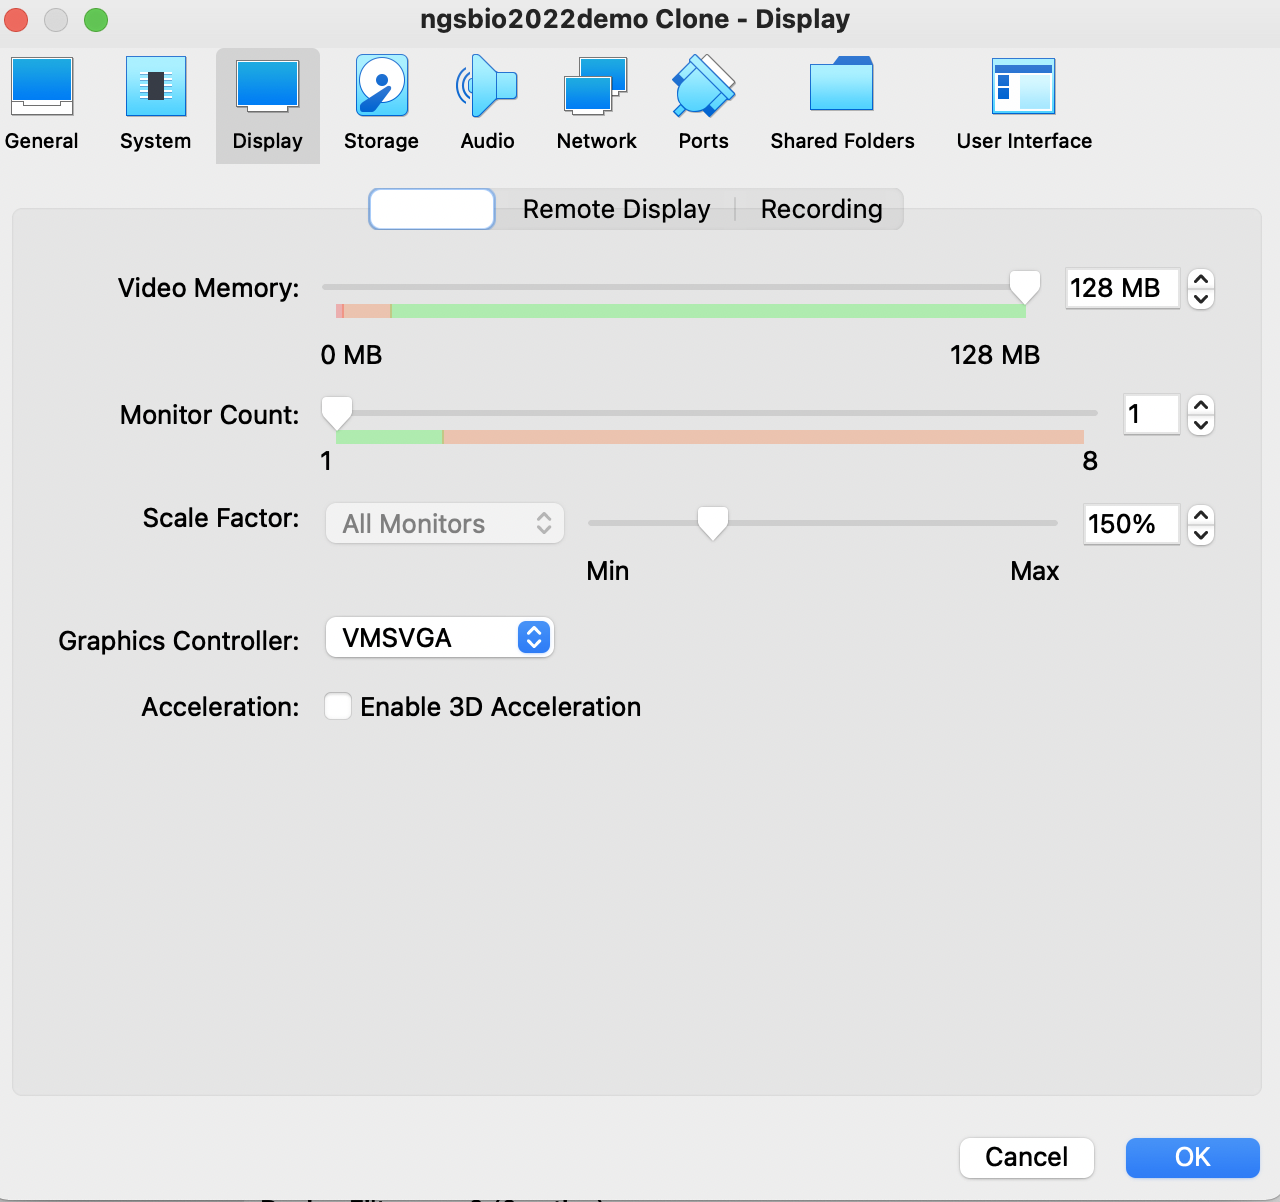 ngsbio2022demo Clone - Display
General System Display Storage Audio Network Ports Shared Folders User Interface
Remote Display Recording
Video Memory: 128 MB
0 MB 128 MB
Monitor Count: 1
1 8
Scale Factor: All Monitors 150%
Min Max
Graphics Controller: VMSVGA
Acceleration: Enable 3D Acceleration
Cancel OK